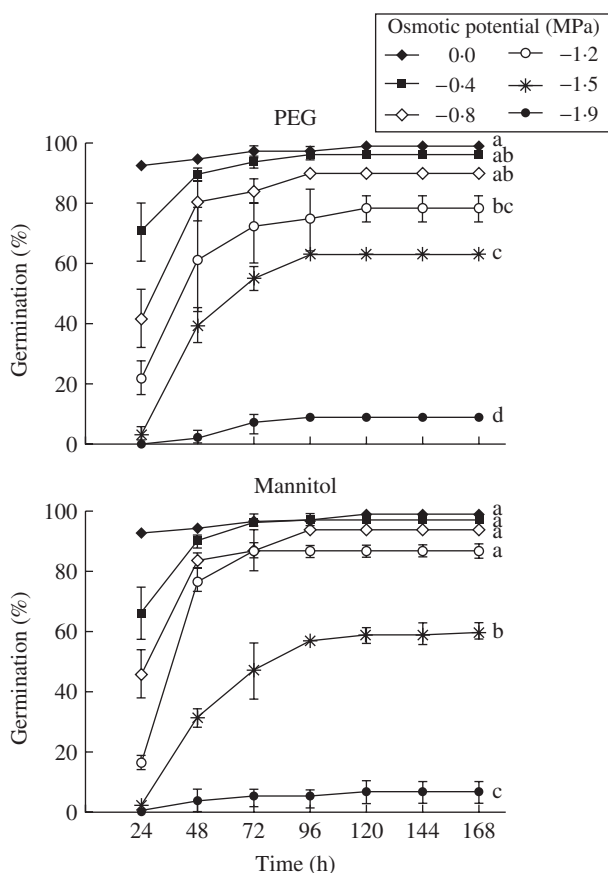 Osmotic potential (MPa)
0·0 −1·2
−0·4 −1·5
−0·8 −1·9
PEG
100
80
60
40
20
0
Germination (%)
a
ab
ab
bc
c
d
Mannitol
100
80
60
40
20
0
Germination (%)
a
a
a
a
b
c
24 48 72 96 120 144 168
Time (h)